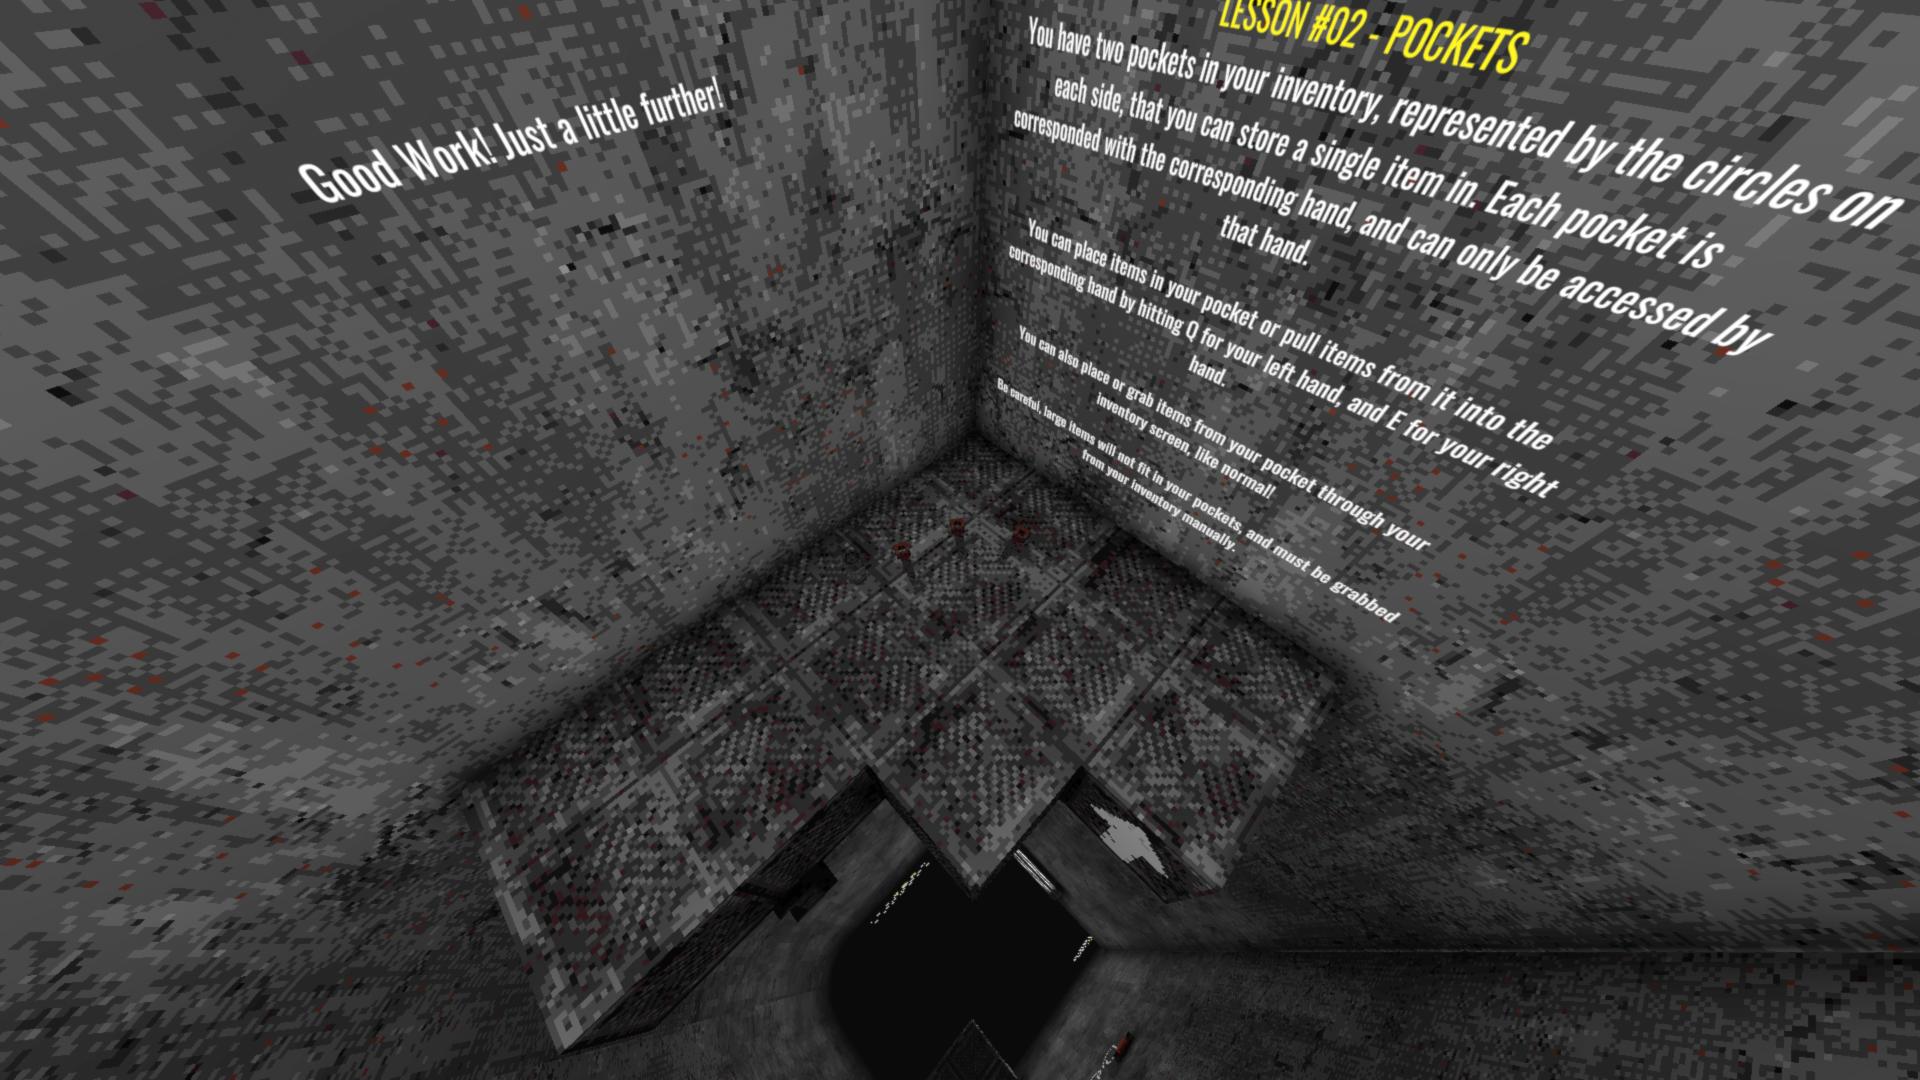 Good Work! Just a little further!
LESSON #02 - POCKETS
You have two pockets in your inventory, represented by the circles on
each side, that you can store a single item in. Each pocket is
corresponded with the corresponding hand, and can only be accessed by
that hand.
You can place items in your pocket or pull items from it into the
corresponding hand by hitting Q for your left hand, and E for your right
hand.
You can also place or grab items from your pocket through your
inventory screen, like normal!
Be careful, large items will not fit in your pockets, and must be grabbed
from your inventory manually.